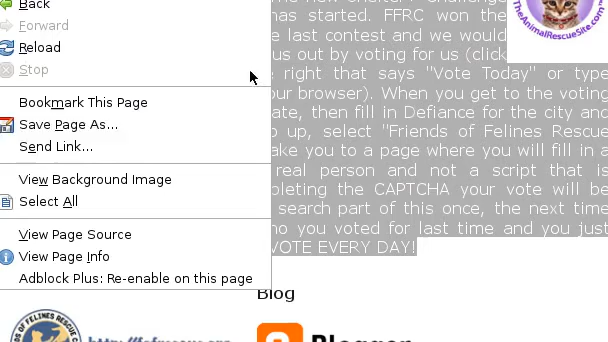 Back
Forward
Reload
Stop
Bookmark This Page
Save Page As...
Send Link...
View Background Image
Select All
View Page Source
View Page Info
Adblock Plus: Re-enable on this page
has started. FFRC won the
e last contest and we would
us out by voting for us (click
right that says "Vote Today" or type
our browser). When you get to the voting
ate, then fill in Defiance for the city and
up, select "Friends of Felines Rescue
ake you to a page where you will fill in a
real person and not a script that is
pleting the CAPTCHA your vote will be
search part of this once, the next time
ho you voted for last time and you just
VOTE EVERY DAY!
TheAnimalRescueSite.com
Blog
Blogger